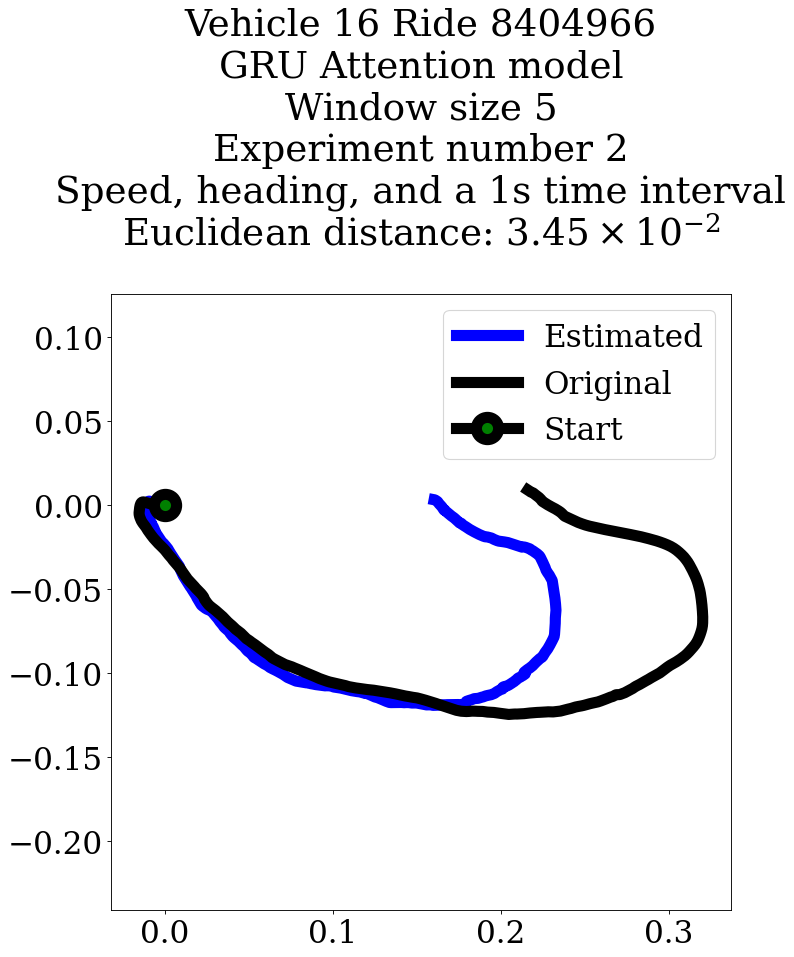 Vehicle 16 Ride 8404966
GRU Attention model
Window size 5
Experiment number 2
Speed, heading, and a 1s time interval
Euclidean distance: 3.45 × 10⁻²
Estimated
Original
Start
0.10
0.05
0.00
−0.05
−0.10
−0.15
−0.20
0.0 0.1 0.2 0.3